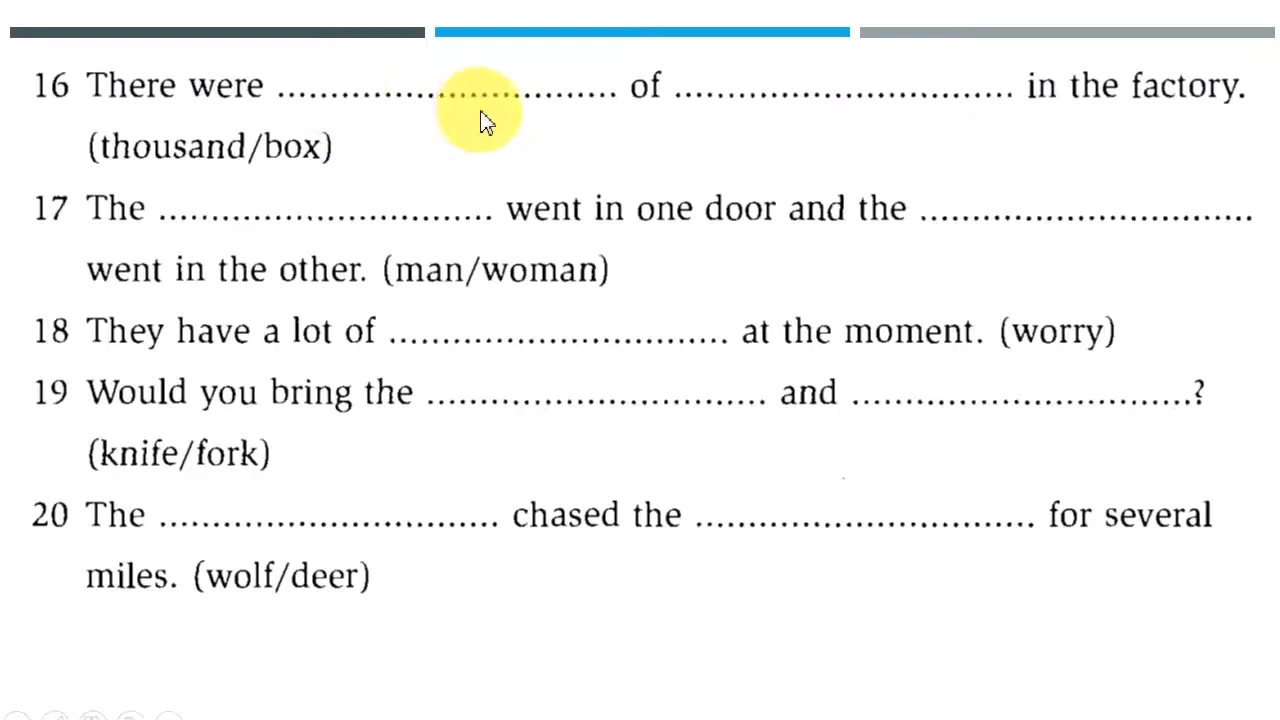 16 There were ................................ of ................................ in the factory.
(thousand/box)
17 The ................................ went in one door and the ................................
went in the other. (man/woman)
18 They have a lot of ................................ at the moment. (worry)
19 Would you bring the ................................ and ................................?
(knife/fork)
20 The ................................ chased the ................................ for several
miles. (wolf/deer)